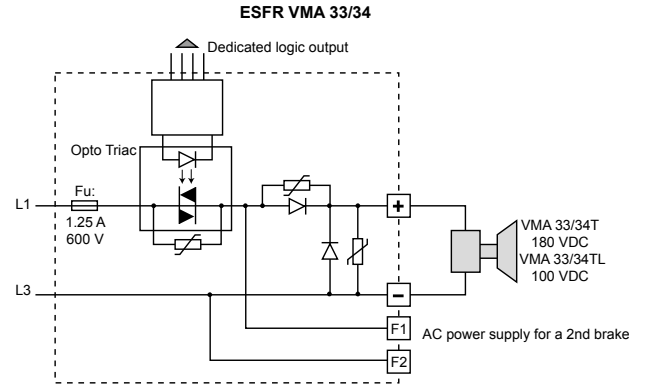 ESFR VMA 33/34
Dedicated logic output
Opto Triac
Fu:
L1
1.25 A
600 V
+
VMA 33/34T
180 VDC
VMA 33/34TL
100 VDC
L3
−
F1
AC power supply for a 2nd brake
F2